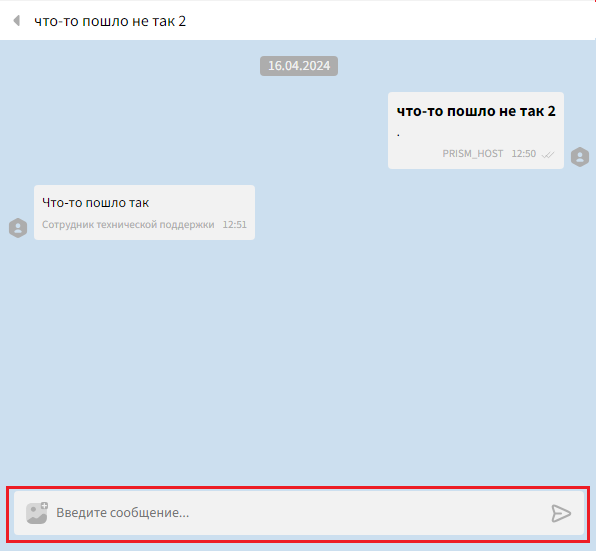 что-то пошло не так 2
16.04.2024
что-то пошло не так 2
.
PRISM_HOST 12:50
Что-то пошло так
Сотрудник технической поддержки 12:51
Введите сообщение...